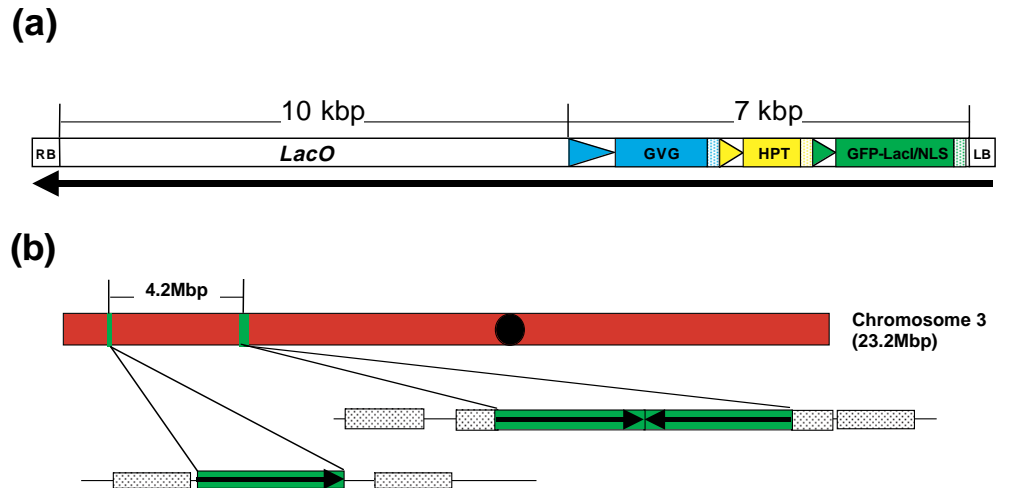 (a)
10 kbp 7 kbp
RB LacO GVG HPT GFP-LacI/NLS LB
(b)
4.2Mbp
Chromosome 3
(23.2Mbp)